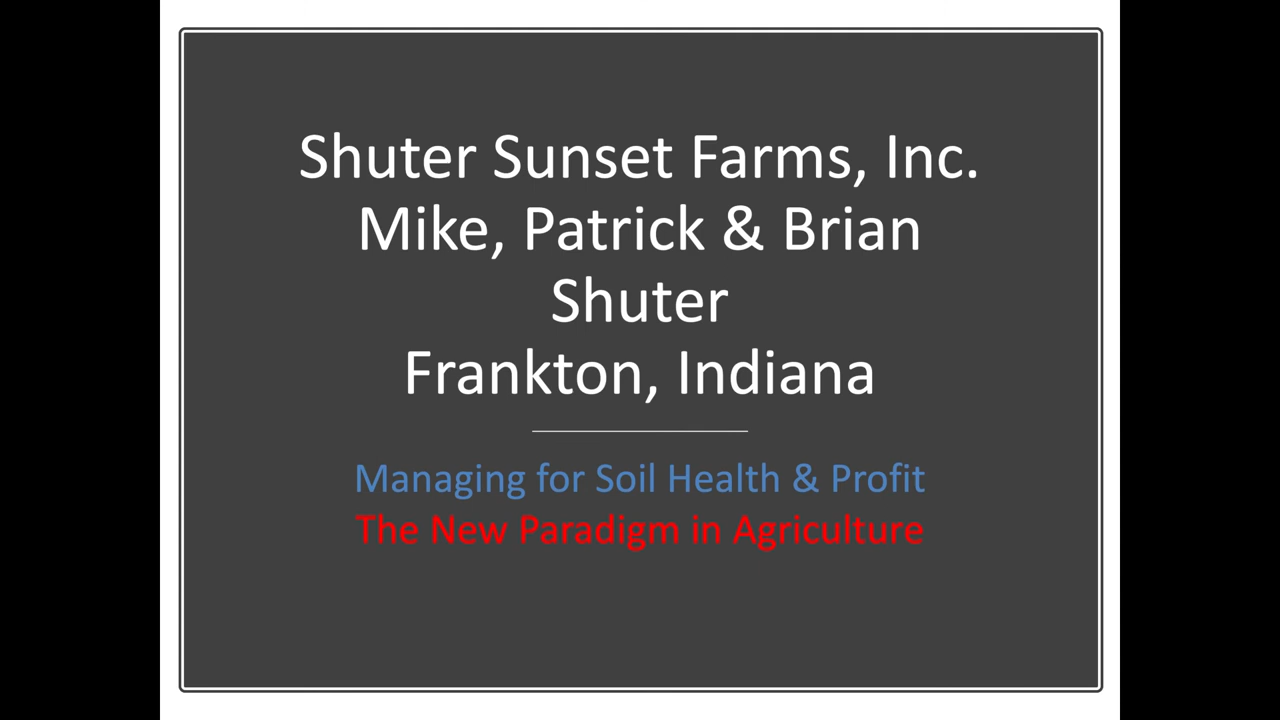 Shuter Sunset Farms, Inc.
Mike, Patrick & Brian
Shuter
Frankton, Indiana
Managing for Soil Health & Profit
The New Paradigm in Agriculture